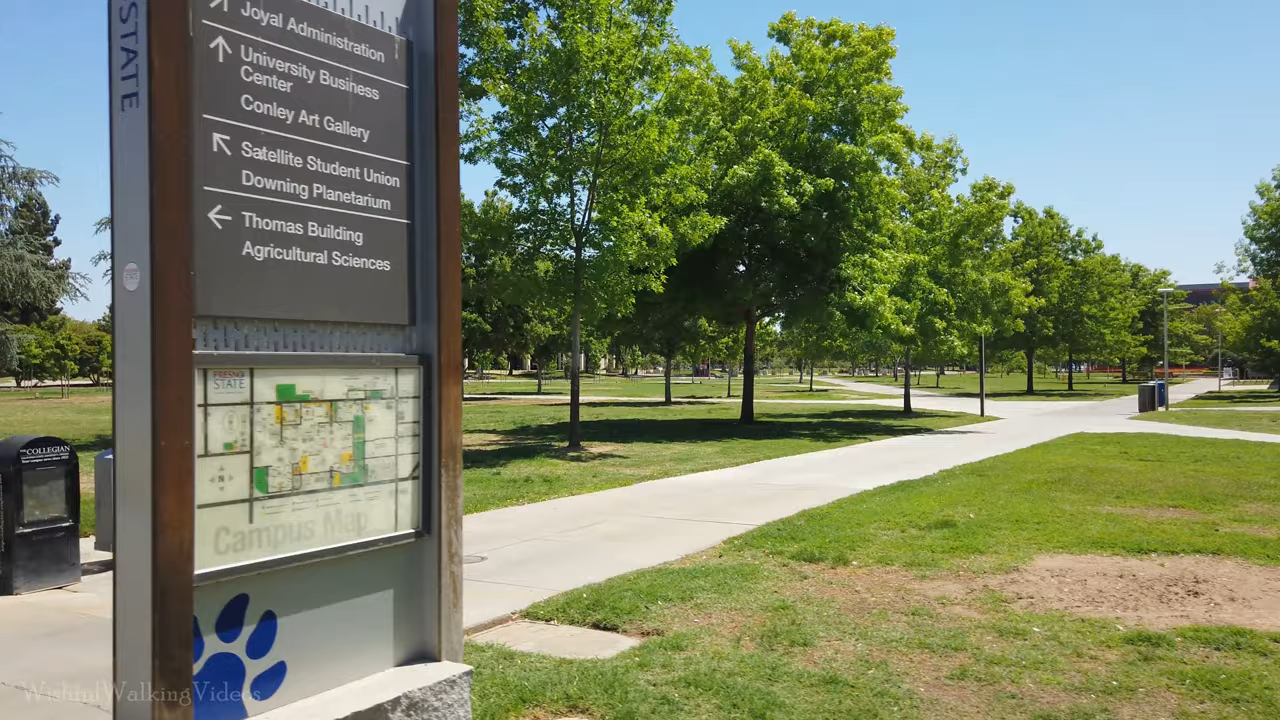 STATE
Joyal Administration
University Business
Center
Conley Art Gallery
Satellite Student Union
Downing Planetarium
Thomas Building
Agricultural Sciences
FRESNO
STATE
N
Campus Map
THE COLLEGIAN
WishfulWalkingVideos